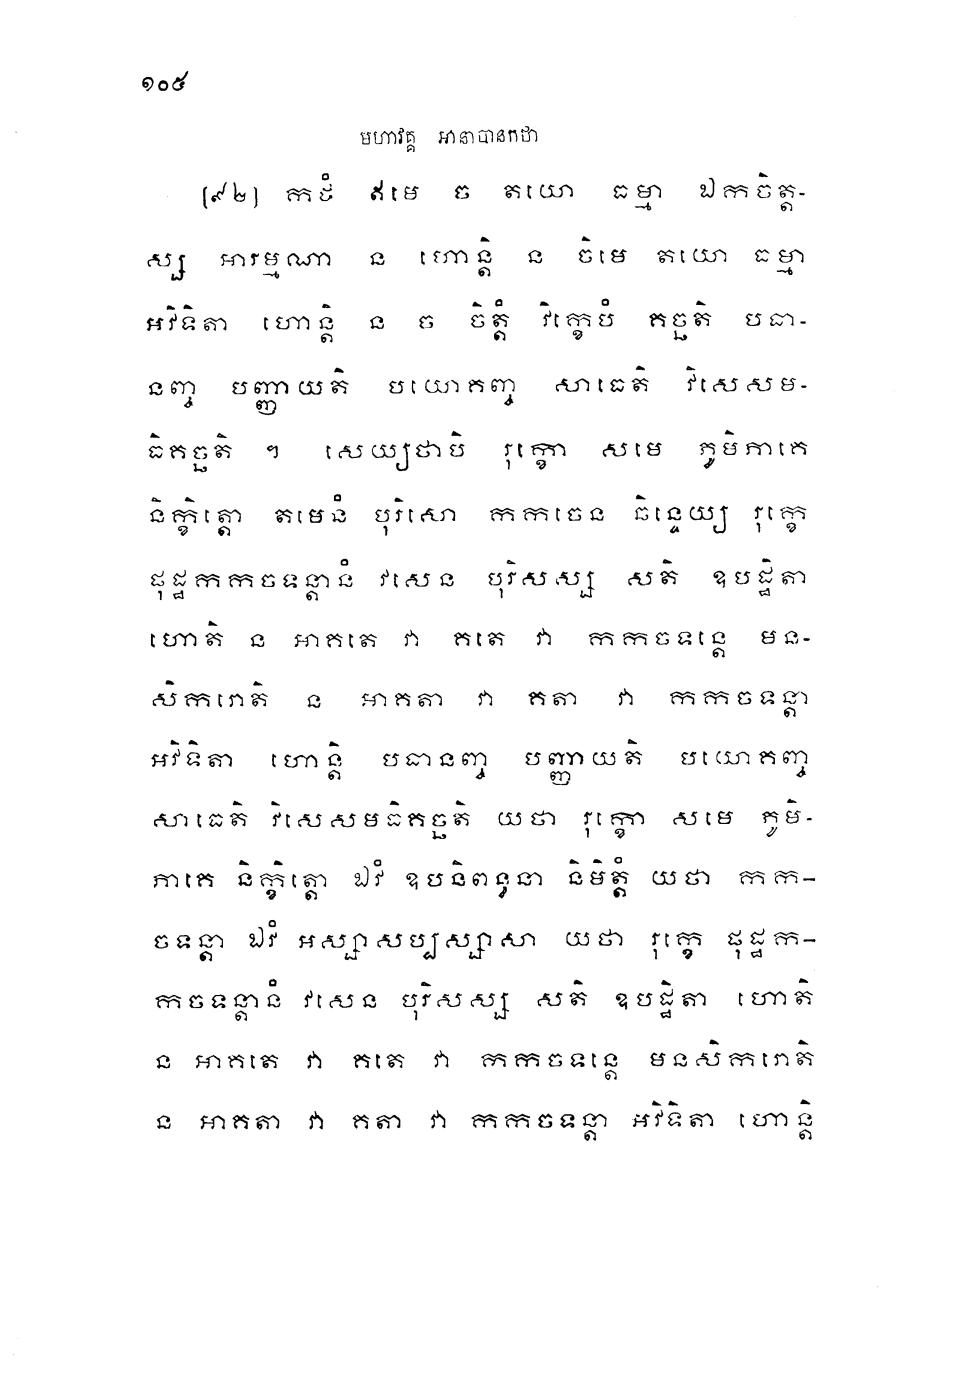 ១០៥
មហាវគ្គ អានាបានកថា
[៩២] កថំ ឥមេ ច តយោ ធម្មា ឯកចិត្ត-
ស្ស អារម្មណា ន ហោន្តិ ន ចិមេ តយោ ធម្មា
អវិទិតា ហោន្តិ ន ច ចិត្តំ វិក្ខេបំ គច្ឆតិ បធា-
នញ្ច បញ្ញាយតិ បយោគញ្ច សាធេតិ វិសេសម-
ធិគច្ឆតិ ។ សេយ្យថាបិ រុក្ខោ សមេ ភូមិភាគេ
និក្ខិត្តោ តមេនំ បុរិសោ កកចេន ឆិន្ទេយ្យ រុក្ខេ
ផុដ្ឋកកចទន្តានំ វសេន បុរិសស្ស សតិ ឧបដ្ឋិតា
ហោតិ ន អាគតេ វា គតេ វា កកចទន្តេ មន-
សិករោតិ ន អាគតា វា គតា វា កកចទន្តា
អវិទិតា ហោន្តិ បធានញ្ច បញ្ញាយតិ បយោគញ្ច
សាធេតិ វិសេសមធិគច្ឆតិ យថា រុក្ខោ សមេ ភូមិ-
ភាគេ និក្ខិត្តោ ឯវំ ឧបនិពន្ធនា និមិត្តំ យថា កក-
ចទន្តា ឯវំ អស្សាសប្បស្សាសា យថា រុក្ខេ ផុដ្ឋក-
កចទន្តានំ វសេន បុរិសស្ស សតិ ឧបដ្ឋិតា ហោតិ
ន អាគតេ វា គតេ វា កកចទន្តេ មនសិករោតិ
ន អាគតា វា គតា វា កកចទន្តា អវិទិតា ហោន្តិ